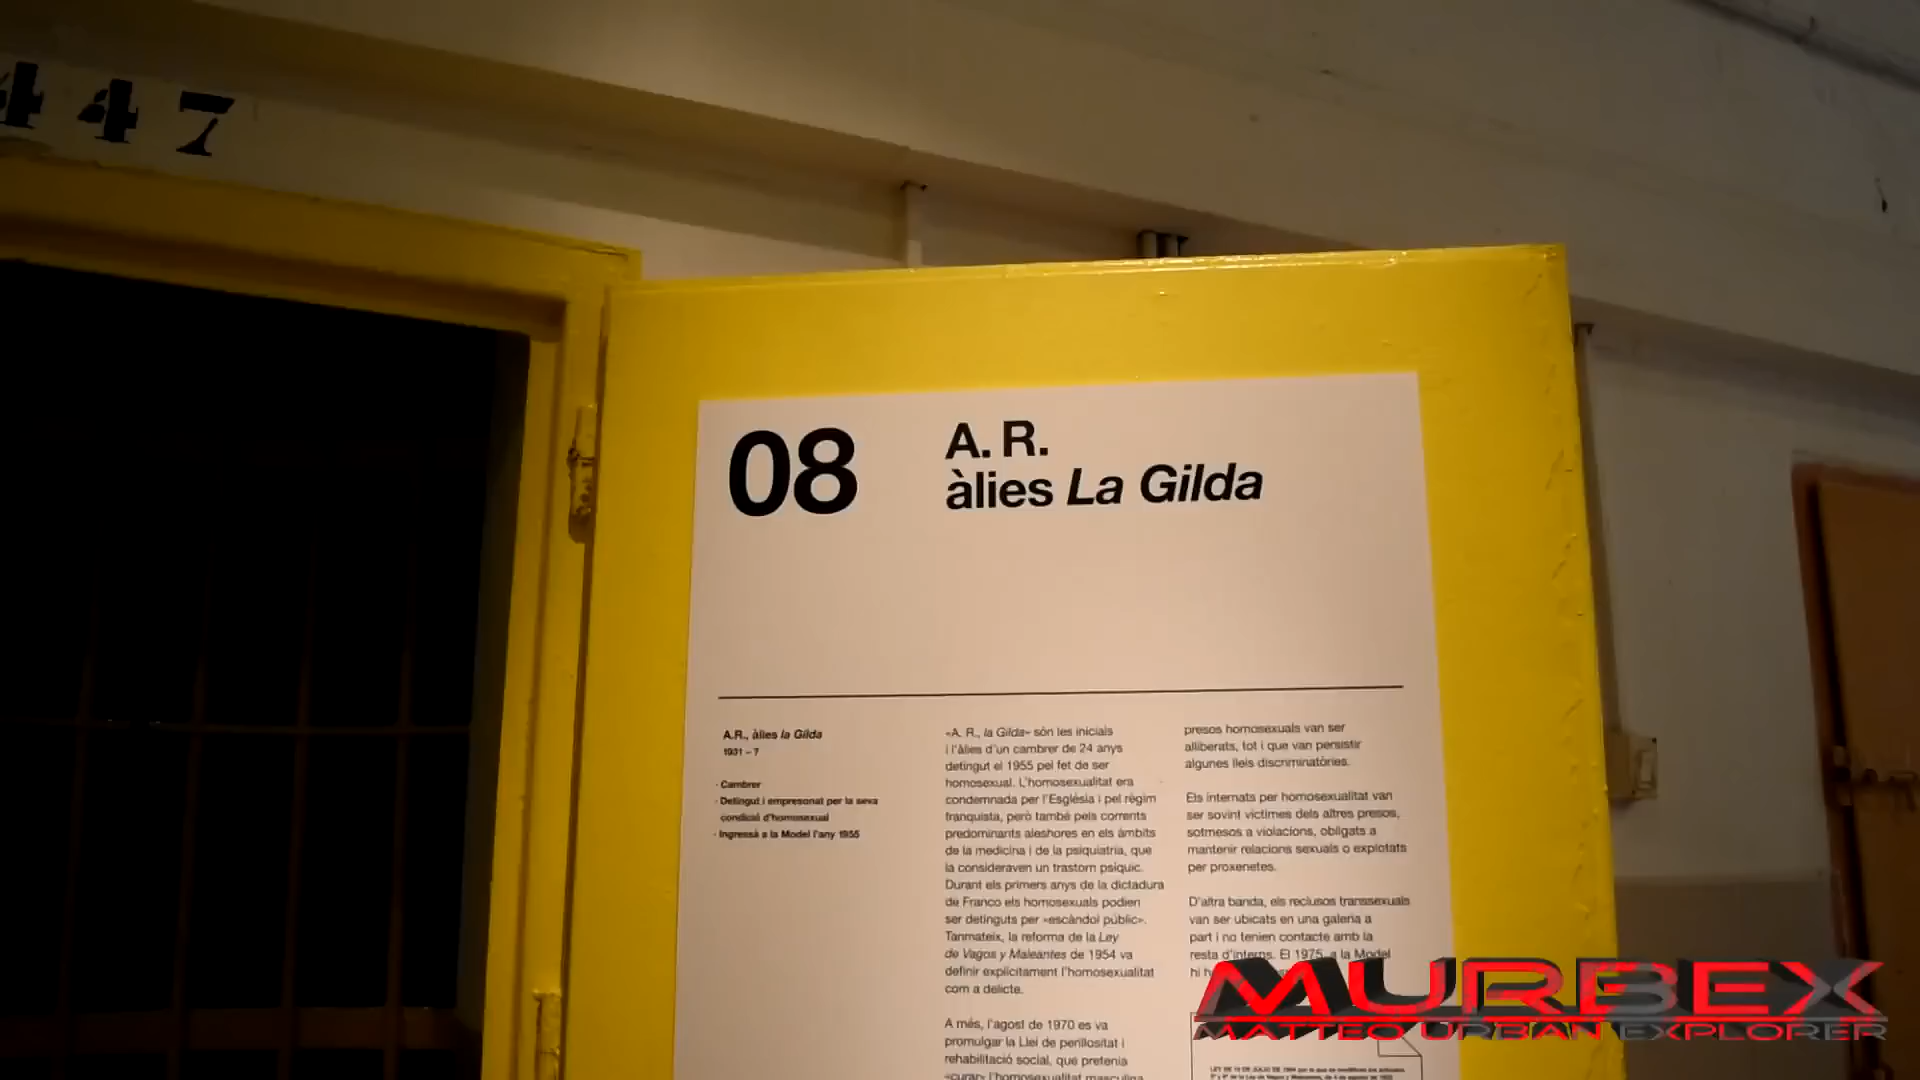 447
08
A. R.
àlies La Gilda
A.R., àlies la Gilda
1931 – ?
· Cambrer
· Detingut i empresonat per la seva
condició d'homosexual
· Ingressà a la Model l'any 1955
«A. R., la Gilda» són les inicials
i l'àlies d'un cambrer de 24 anys
detingut el 1955 pel fet de ser
homosexual. L'homosexualitat era
condemnada per l'Església i pel règim
franquista, però també pels corrents
predominants aleshores en els àmbits
de la medicina i de la psiquiatria, que
la consideraven un trastorn psíquic.
Durant els primers anys de la dictadura
de Franco els homosexuals podien
ser detinguts per «escàndol públic».
Tanmateix, la reforma de la Ley
de Vagos y Maleantes de 1954 va
definir explícitament l'homosexualitat
com a delicte.
A més, l'agost de 1970 es va
promulgar la Llei de perillositat i
rehabilitació social, que pretenia
«curar» l'homosexualitat masculina
presos homosexuals van ser
alliberats, tot i que van persistir
algunes lleis discriminatòries.
Els internats per homosexualitat van
ser sovint víctimes dels altres presos,
sotmesos a violacions, obligats a
mantenir relacions sexuals o explotats
per proxenetes.
D'altra banda, els reclusos transsexuals
van ser ubicats en una galeria a
part i no tenien contacte amb la
resta d'interns. El 1975, a la Model
hi
MURBEX
MATTEO URBAN EXPLORER